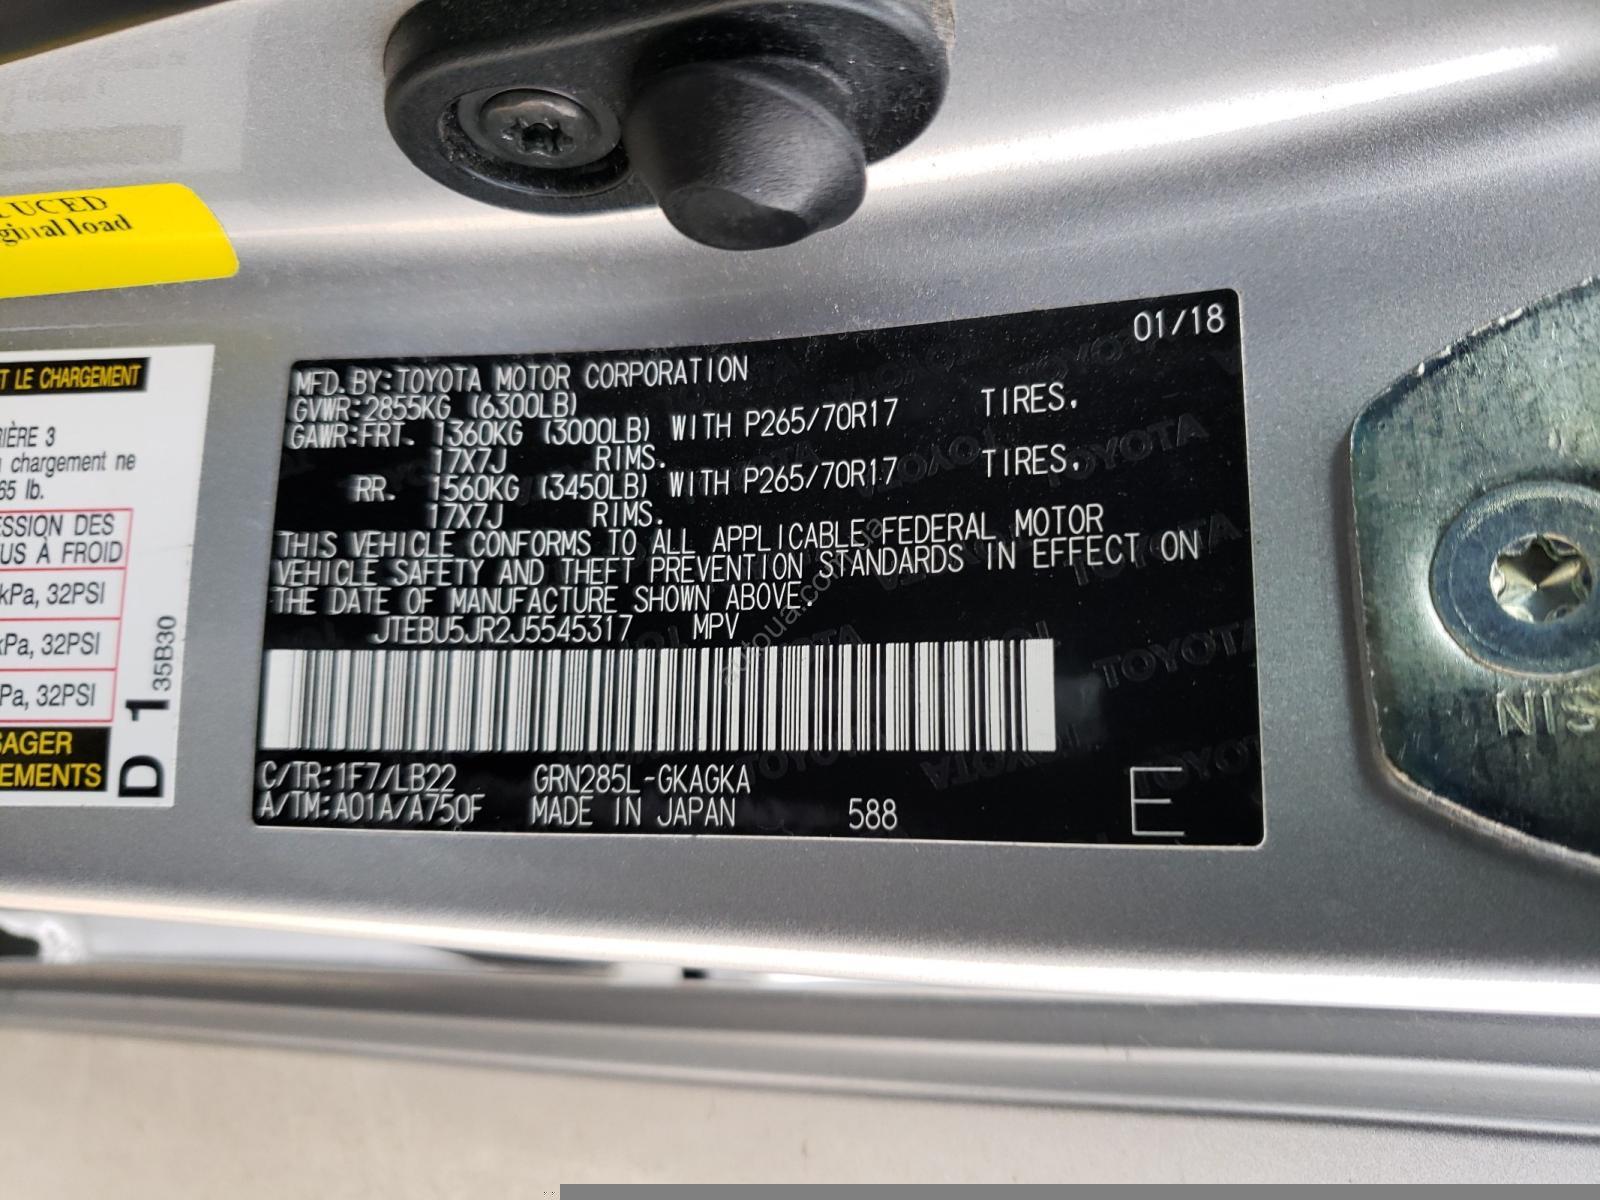 UCED
ginal load
T LE CHARGEMENT
IÈRE 3
chargement ne
65 lb.
ESSION DES
US À FROID
kPa, 32PSI
kPa, 32PSI
Pa, 32PSI
SAGER
EMENTS
D 1
35B30
01/18
MFD. BY:TOYOTA MOTOR CORPORATION
GVWR:2855KG (6300LB)
GAWR:FRT. 1360KG (3000LB) WITH P265/70R17 TIRES.
17X7J RIMS.
RR. 1560KG (3450LB) WITH P265/70R17 TIRES.
17X7J RIMS.
THIS VEHICLE CONFORMS TO ALL APPLICABLE FEDERAL MOTOR
VEHICLE SAFETY AND THEFT PREVENTION STANDARDS IN EFFECT ON
THE DATE OF MANUFACTURE SHOWN ABOVE.
JTEBU5JR2J5545317 MPV
C/TR:1F7/LB22 GRN285L-GKAGKA
A/TM:A01A/A750F MADE IN JAPAN 588
E
TOYOTA
autoua.com.ua
NIS